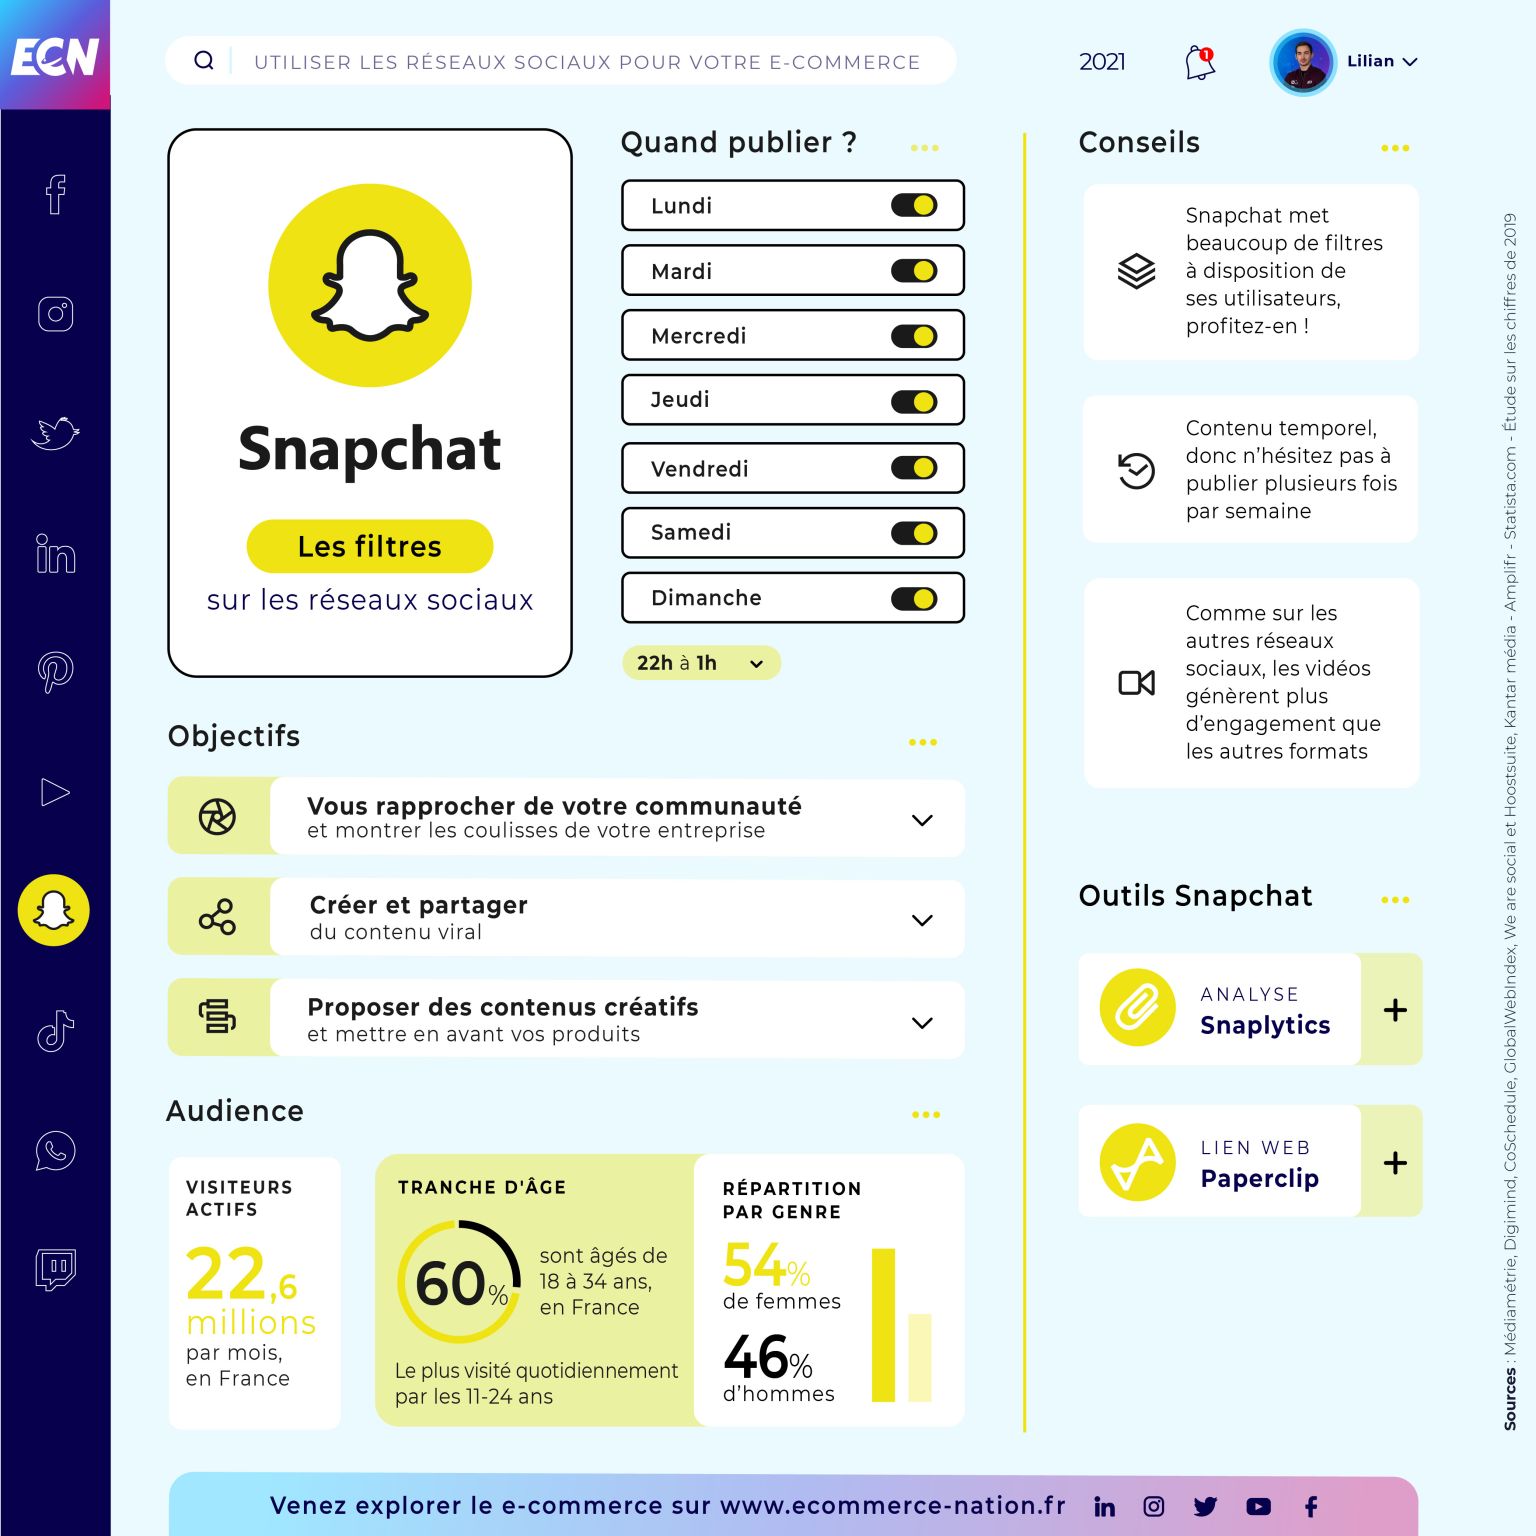 ECN
UTILISER LES RÉSEAUX SOCIAUX POUR VOTRE E-COMMERCE
2021
1
Lilian
Snapchat
Les filtres
sur les réseaux sociaux
Quand publier ?
Lundi
Mardi
Mercredi
Jeudi
Vendredi
Samedi
Dimanche
22h à 1h
Conseils
Snapchat met
beaucoup de filtres
à disposition de
ses utilisateurs,
profitez-en !
Contenu temporel,
donc n'hésitez pas à
publier plusieurs fois
par semaine
Comme sur les
autres réseaux
sociaux, les vidéos
génèrent plus
d'engagement que
les autres formats
Objectifs
Vous rapprocher de votre communauté
et montrer les coulisses de votre entreprise
Créer et partager
du contenu viral
Proposer des contenus créatifs
et mettre en avant vos produits
Outils Snapchat
ANALYSE
Snaplytics
LIEN WEB
Paperclip
Audience
VISITEURS
ACTIFS
22,6
millions
par mois,
en France
TRANCHE D'ÂGE
60%
sont âgés de
18 à 34 ans,
en France
Le plus visité quotidiennement
par les 11-24 ans
RÉPARTITION
PAR GENRE
54%
de femmes
46%
d'hommes
Sources : Médiamétrie, Digimind, CoSchedule, GlobalWebIndex, We are social et Hoostsuite, Kantar média - Amplifr - Statista.com - Étude sur les chiffres de 2019
Venez explorer le e-commerce sur www.ecommerce-nation.fr